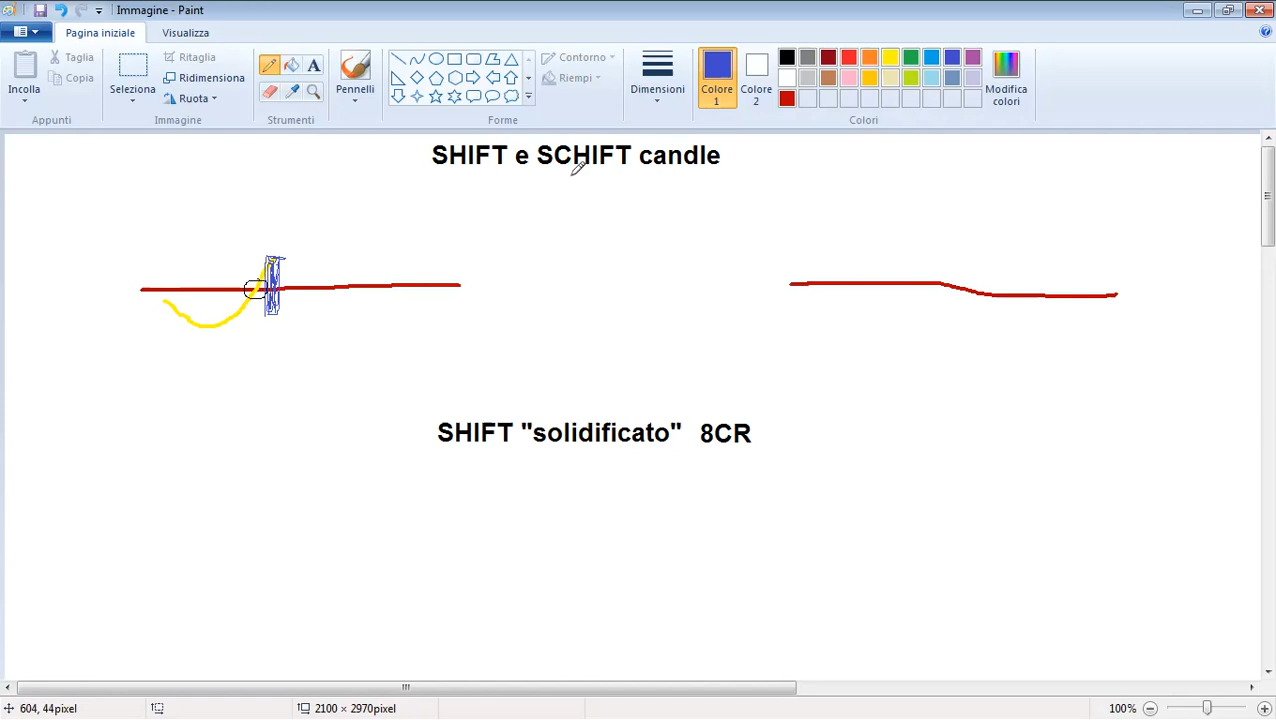 Immagine - Paint
Pagina iniziale
Visualizza
Incolla
Taglia
Copia
Appunti
Seleziona
Ritaglia
Ridimensiona
Ruota
Immagine
A
Strumenti
Pennelli
Contorno
Riempi
Forme
Dimensioni
Colore 1
Colore 2
Modifica colori
Colori
SHIFT e SCHIFT candle
SHIFT "solidificato" 8CR
604, 44pixel
2100 × 2970pixel
100%